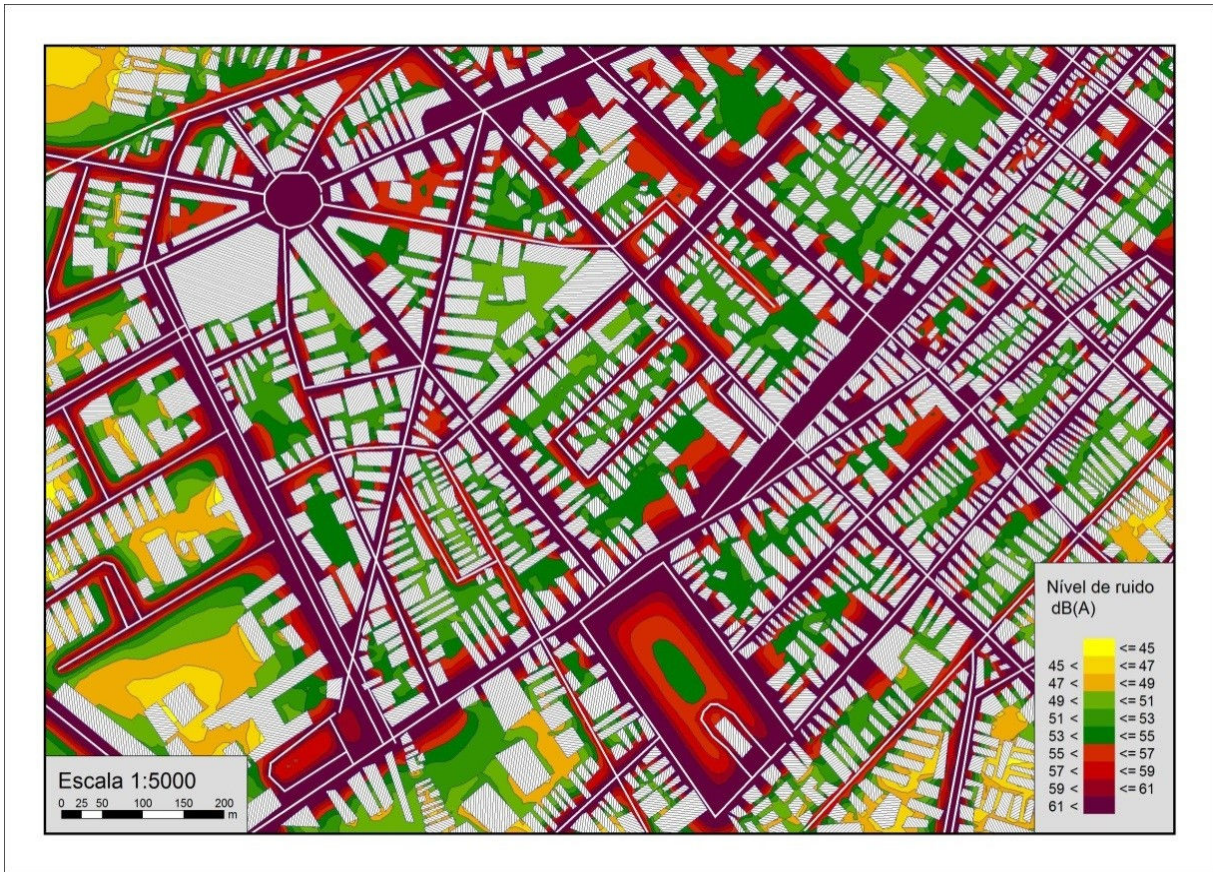 Nível de ruido
dB(A)
<= 45
45 < <= 47
47 < <= 49
49 < <= 51
51 < <= 53
53 < <= 55
55 < <= 57
57 < <= 59
59 < <= 61
61 <
Escala 1:5000
0 25 50 100 150 200
m